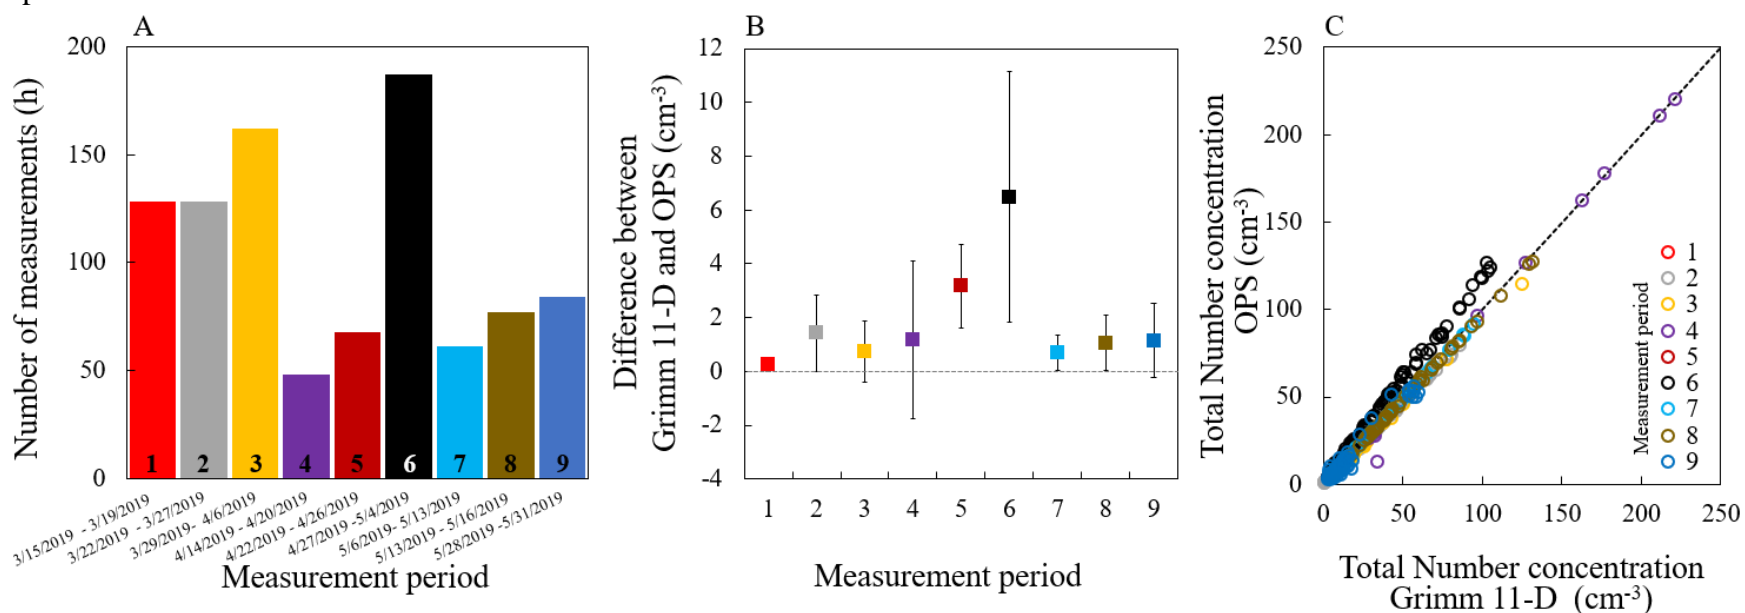 A
Number of measurements (h)
200
150
100
50
0
1 2 3 4 5 6 7 8 9
3/15/2019 - 3/19/2019
3/22/2019 - 3/27/2019
3/29/2019- 4/6/2019
4/14/2019 - 4/20/2019
4/22/2019 - 4/26/2019
4/27/2019 -5/4/2019
5/6/2019- 5/13/2019
5/13/2019 - 5/16/2019
5/28/2019 -5/31/2019
Measurement period
B
Difference between
Grimm 11-D and OPS (cm-3)
12
10
8
6
4
2
0
-2
-4
1 2 3 4 5 6 7 8 9
Measurement period
C
Total Number concentration
OPS (cm-3)
250
200
150
100
50
0
Measurement period
1
2
3
4
5
6
7
8
9
0 50 100 150 200 250
Total Number concentration
Grimm 11-D (cm-3)